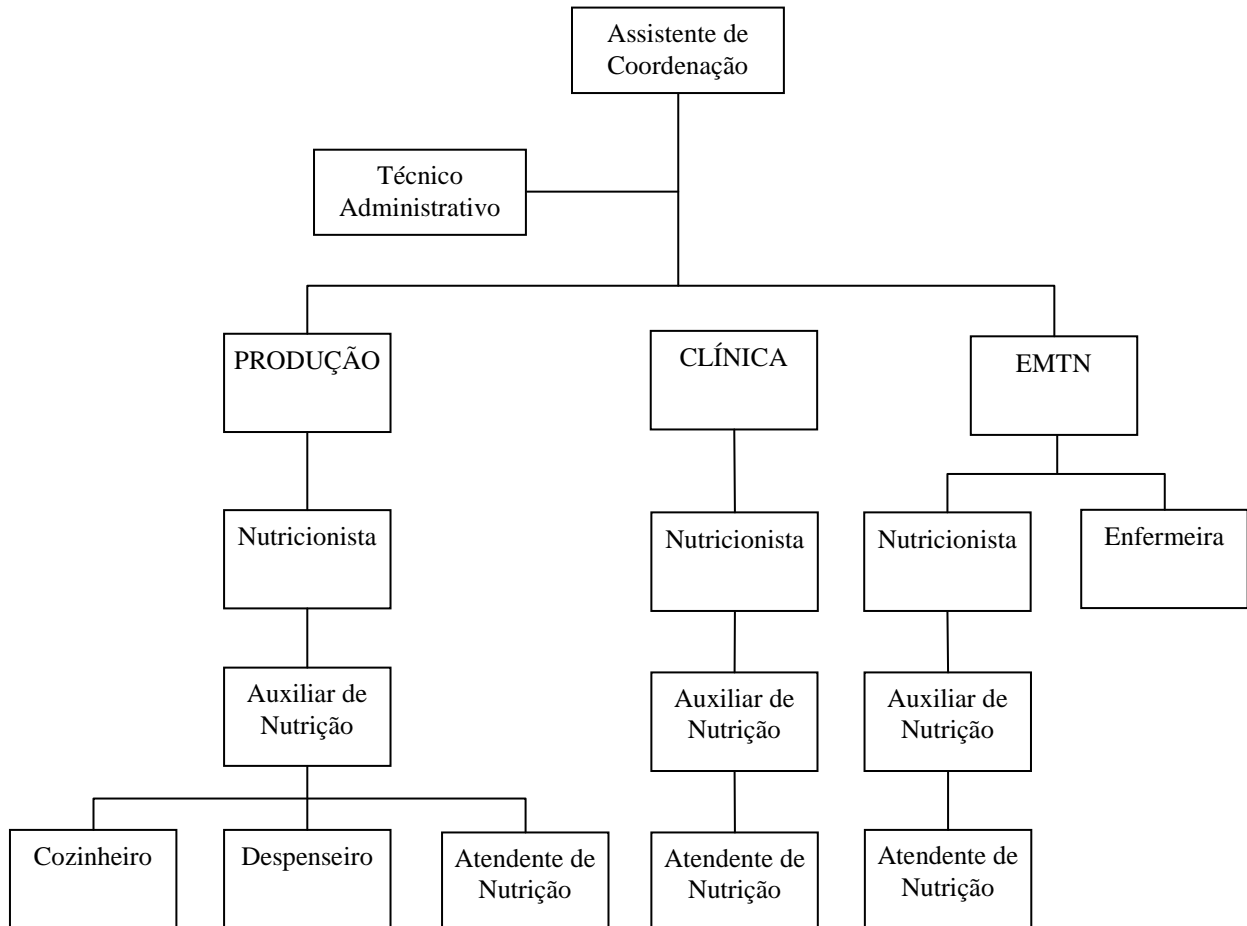 Assistente de
Coordenação
Técnico
Administrativo
PRODUÇÃO
CLÍNICA
EMTN
Nutricionista
Nutricionista
Nutricionista
Enfermeira
Auxiliar de
Nutrição
Auxiliar de
Nutrição
Auxiliar de
Nutrição
Cozinheiro
Despenseiro
Atendente de
Nutrição
Atendente de
Nutrição
Atendente de
Nutrição